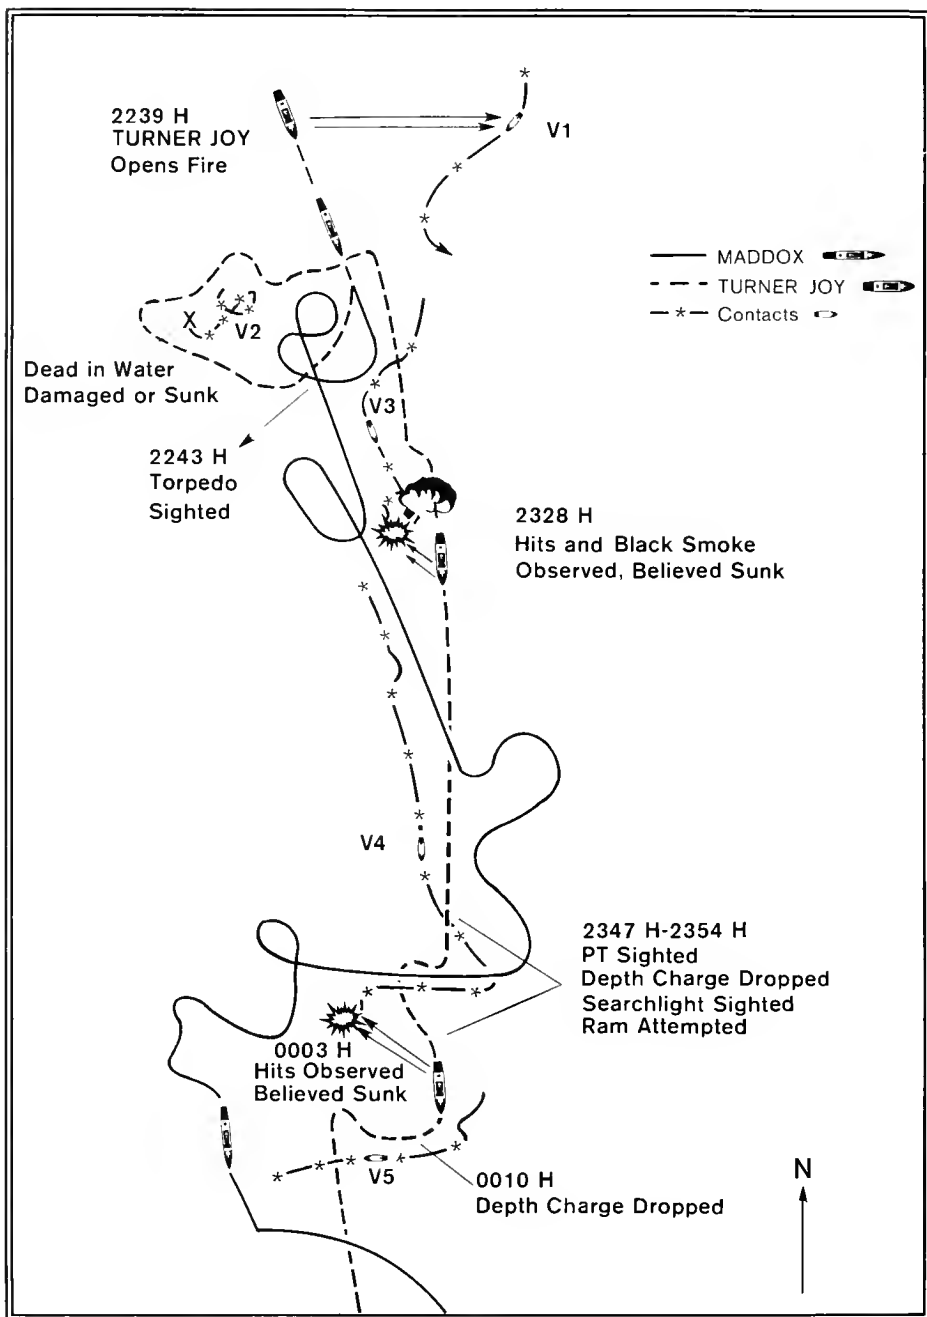 2239 H
TURNER JOY
Opens Fire
V1
MADDOX
TURNER JOY
Contacts
X
V2
Dead in Water
Damaged or Sunk
V3
2243 H
Torpedo
Sighted
2328 H
Hits and Black Smoke
Observed, Believed Sunk
V4
2347 H-2354 H
PT Sighted
Depth Charge Dropped
Searchlight Sighted
Ram Attempted
0003 H
Hits Observed
Believed Sunk
V5
0010 H
Depth Charge Dropped
N